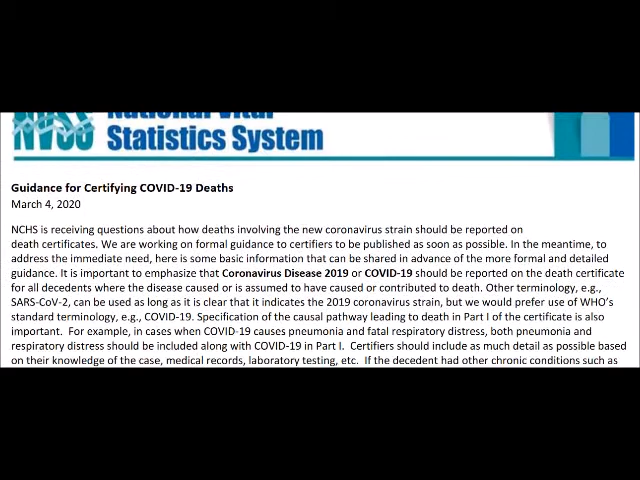 NVSS
National Vital
Statistics System
Guidance for Certifying COVID-19 Deaths
March 4, 2020
NCHS is receiving questions about how deaths involving the new coronavirus strain should be reported on
death certificates. We are working on formal guidance to certifiers to be published as soon as possible. In the meantime, to
address the immediate need, here is some basic information that can be shared in advance of the more formal and detailed
guidance. It is important to emphasize that Coronavirus Disease 2019 or COVID-19 should be reported on the death certificate
for all decedents where the disease caused or is assumed to have caused or contributed to death. Other terminology, e.g.,
SARS-CoV-2, can be used as long as it is clear that it indicates the 2019 coronavirus strain, but we would prefer use of WHO's
standard terminology, e.g., COVID-19. Specification of the causal pathway leading to death in Part I of the certificate is also
important.  For example, in cases when COVID-19 causes pneumonia and fatal respiratory distress, both pneumonia and
respiratory distress should be included along with COVID-19 in Part I.  Certifiers should include as much detail as possible based
on their knowledge of the case, medical records, laboratory testing, etc.  If the decedent had other chronic conditions such as